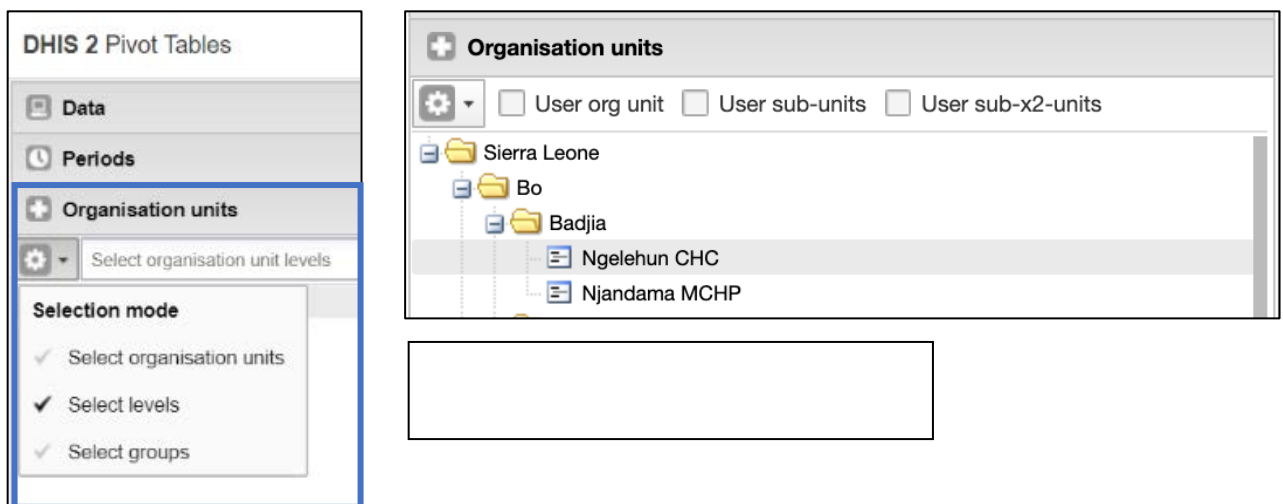 DHIS 2 Pivot Tables
Data
Periods
Organisation units
Select organisation unit levels
Selection mode
Select organisation units
Select levels
Select groups
Organisation units
User org unit User sub-units User sub-x2-units
Sierra Leone
Bo
Badjia
Ngelehun CHC
Njandama MCHP